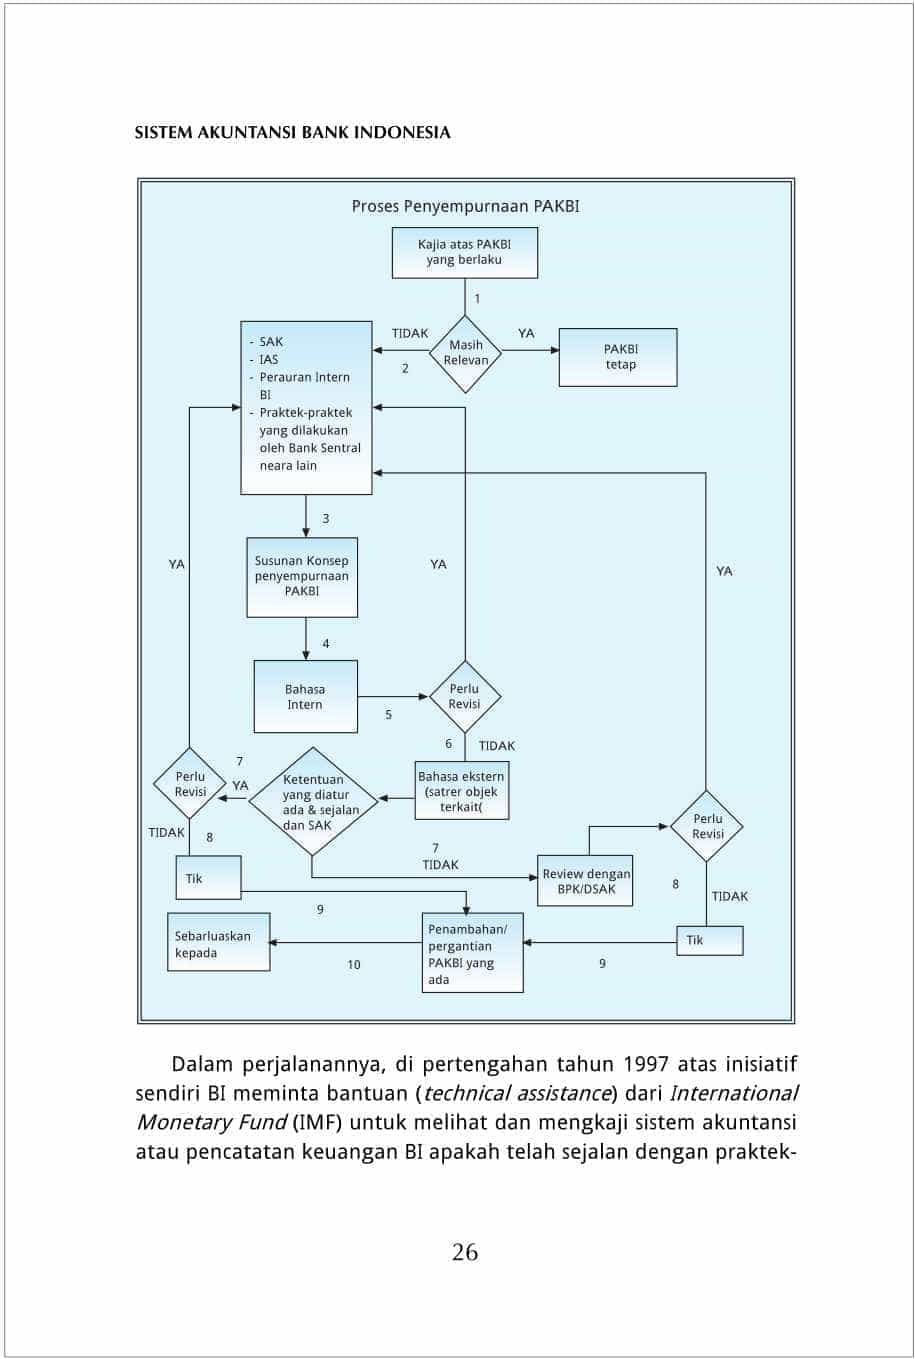 SISTEM AKUNTANSI BANK INDONESIA
Proses Penyempurnaan PAKBI
Kajia atas PAKBI
yang berlaku
1
TIDAK
YA
Masih
Relevan
2
PAKBI
tetap
- SAK
- IAS
- Perauran Intern
BI
- Praktek-praktek
yang dilakukan
oleh Bank Sentral
neara lain
3
YA
YA
YA
Susunan Konsep
penyempurnaan
PAKBI
4
Bahasa
Intern
5
Perlu
Revisi
6
TIDAK
7
YA
Perlu
Revisi
Ketentuan
yang diatur
ada & sejalan
dan SAK
Bahasa ekstern
(satrer objek
terkait(
TIDAK
8
7
TIDAK
Perlu
Revisi
Tik
Review dengan
BPK/DSAK
8
TIDAK
9
Sebarluaskan
kepada
10
Penambahan/
pergantian
PAKBI yang
ada
9
Tik
Dalam perjalanannya, di pertengahan tahun 1997 atas inisiatif
sendiri BI meminta bantuan (technical assistance) dari International
Monetary Fund (IMF) untuk melihat dan mengkaji sistem akuntansi
atau pencatatan keuangan BI apakah telah sejalan dengan praktek-
26